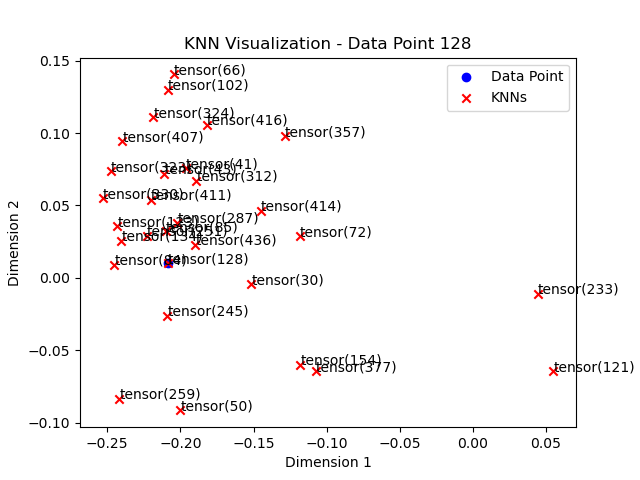 KNN Visualization - Data Point 128
0.15
0.10
0.05
0.00
−0.05
−0.10
Dimension 2
Data Point
KNNs
tensor(66)
tensor(102)
tensor(324)
tensor(416)
tensor(357)
tensor(407)
tensor(41)
tensor(312)
tensor(411)
tensor(414)
tensor(287)
tensor(72)
tensor(436)
tensor(128)
tensor(30)
tensor(233)
tensor(245)
tensor(154)
tensor(377)
tensor(121)
tensor(259)
tensor(50)
−0.25 −0.20 −0.15 −0.10 −0.05 0.00 0.05
Dimension 1